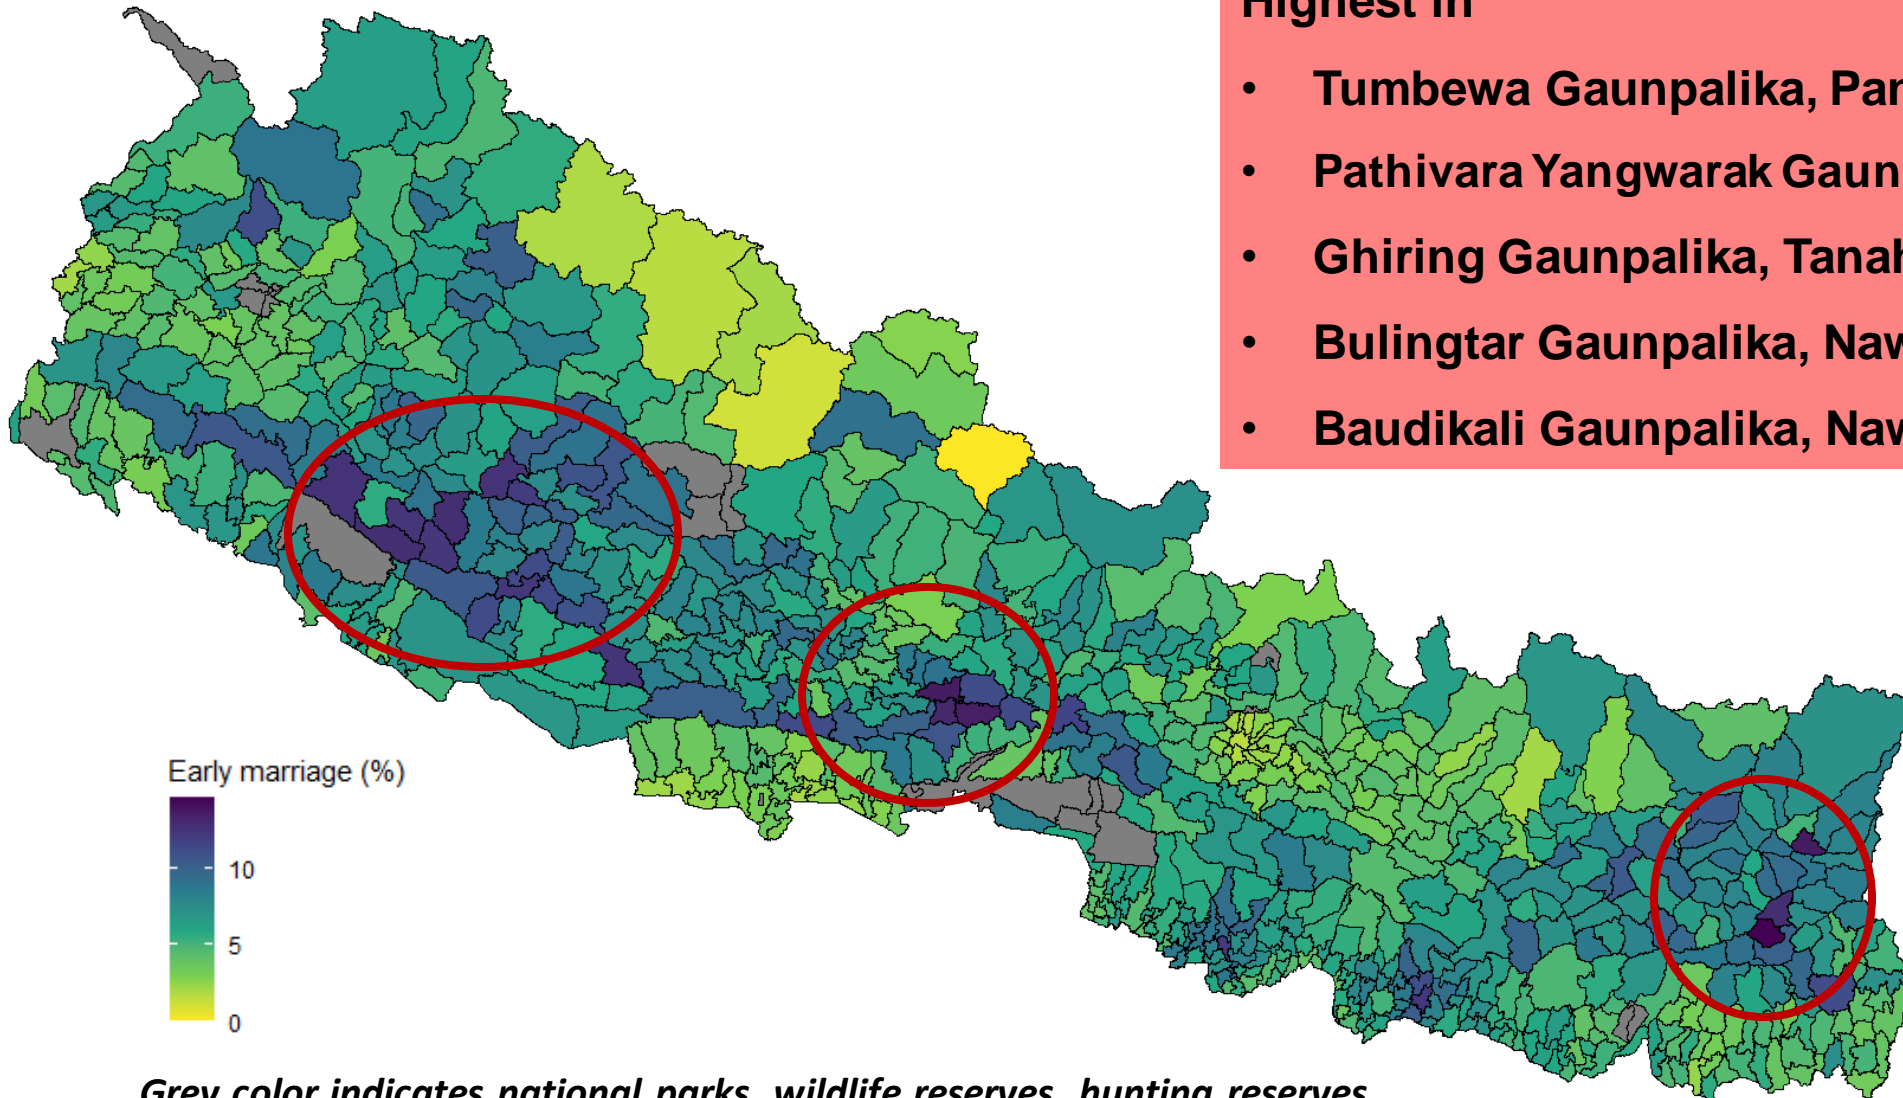 Highest in
• Tumbewa Gaunpalika,
• Pathivara Yangwarak
• Ghiring Gaunpalika,
• Bulingtar Gaunpalika,
• Baudikali Gaunpalika,
Early marriage (%)
10
5
0
Grey color indicates national parks, wildlife reserves, hunting reserves